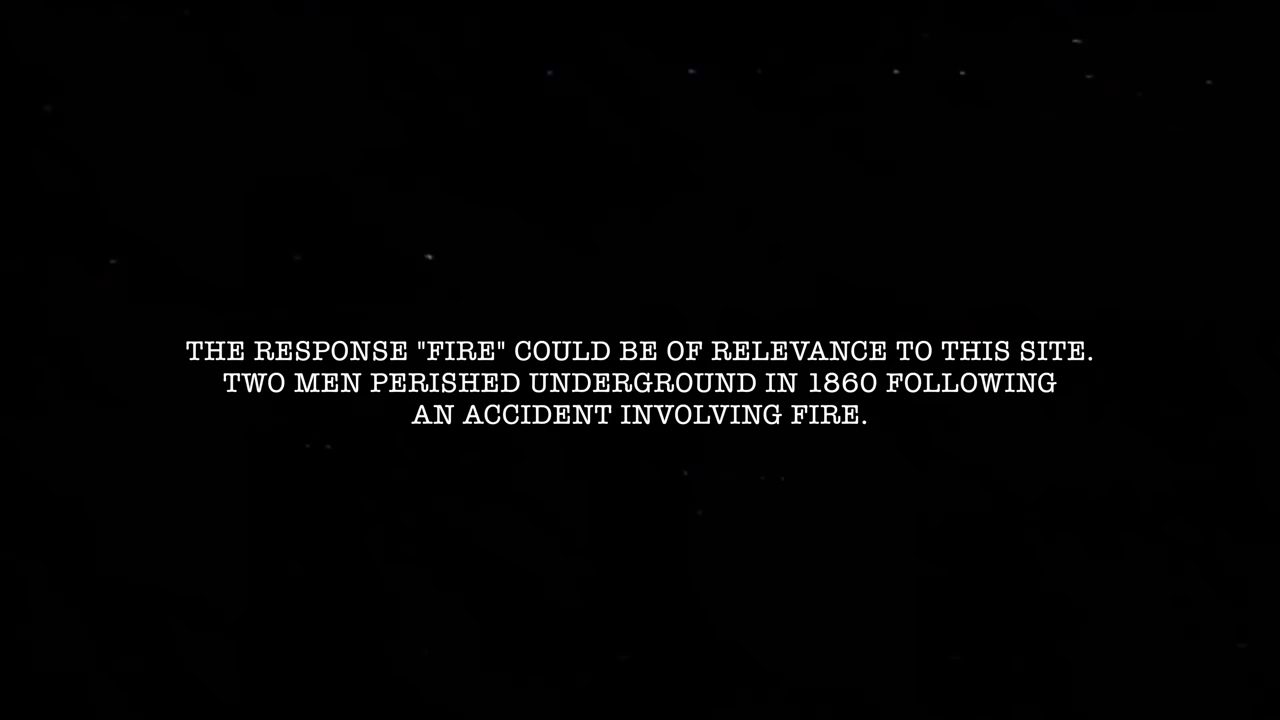 THE RESPONSE "FIRE" COULD BE OF RELEVANCE TO THIS SITE.
TWO MEN PERISHED UNDERGROUND IN 1860 FOLLOWING
AN ACCIDENT INVOLVING FIRE.